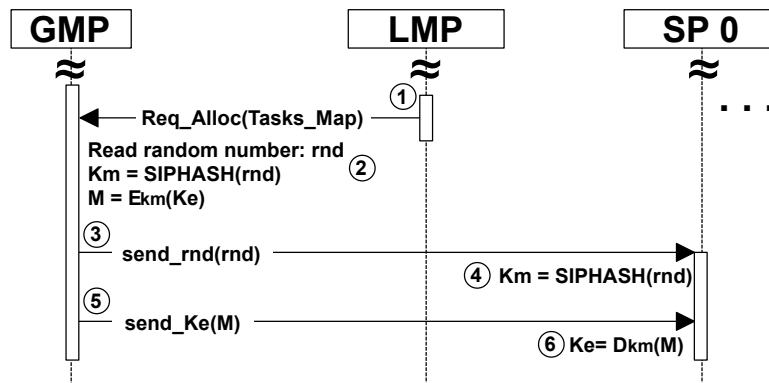 GMP LMP SP 0
1
Req_Alloc(Tasks_Map)
. . .
Read random number: rnd
2
Km = SIPHASH(rnd)
M = Ekm(Ke)
3
send_rnd(rnd)
4 Km = SIPHASH(rnd)
5
send_Ke(M)
6 Ke= Dkm(M)